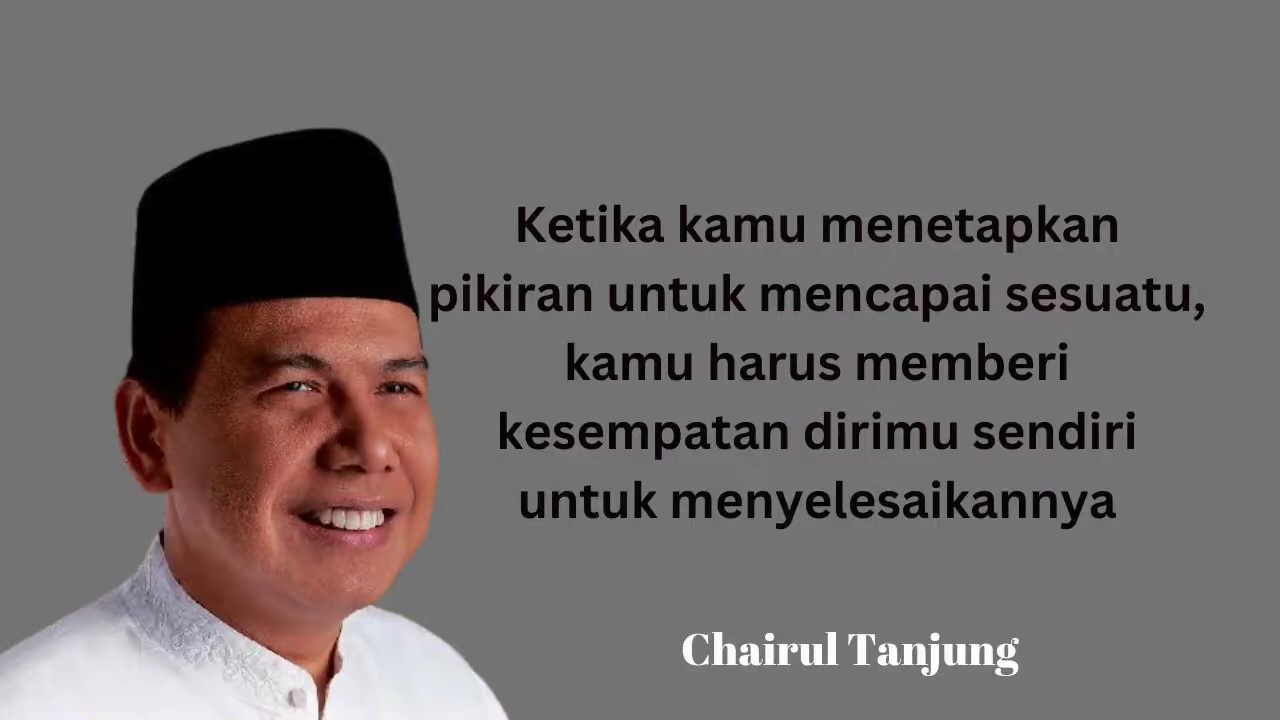 Ketika kamu menetapkan
pikiran untuk mencapai sesuatu,
kamu harus memberi
kesempatan dirimu sendiri
untuk menyelesaikannya
Chairul Tanjung